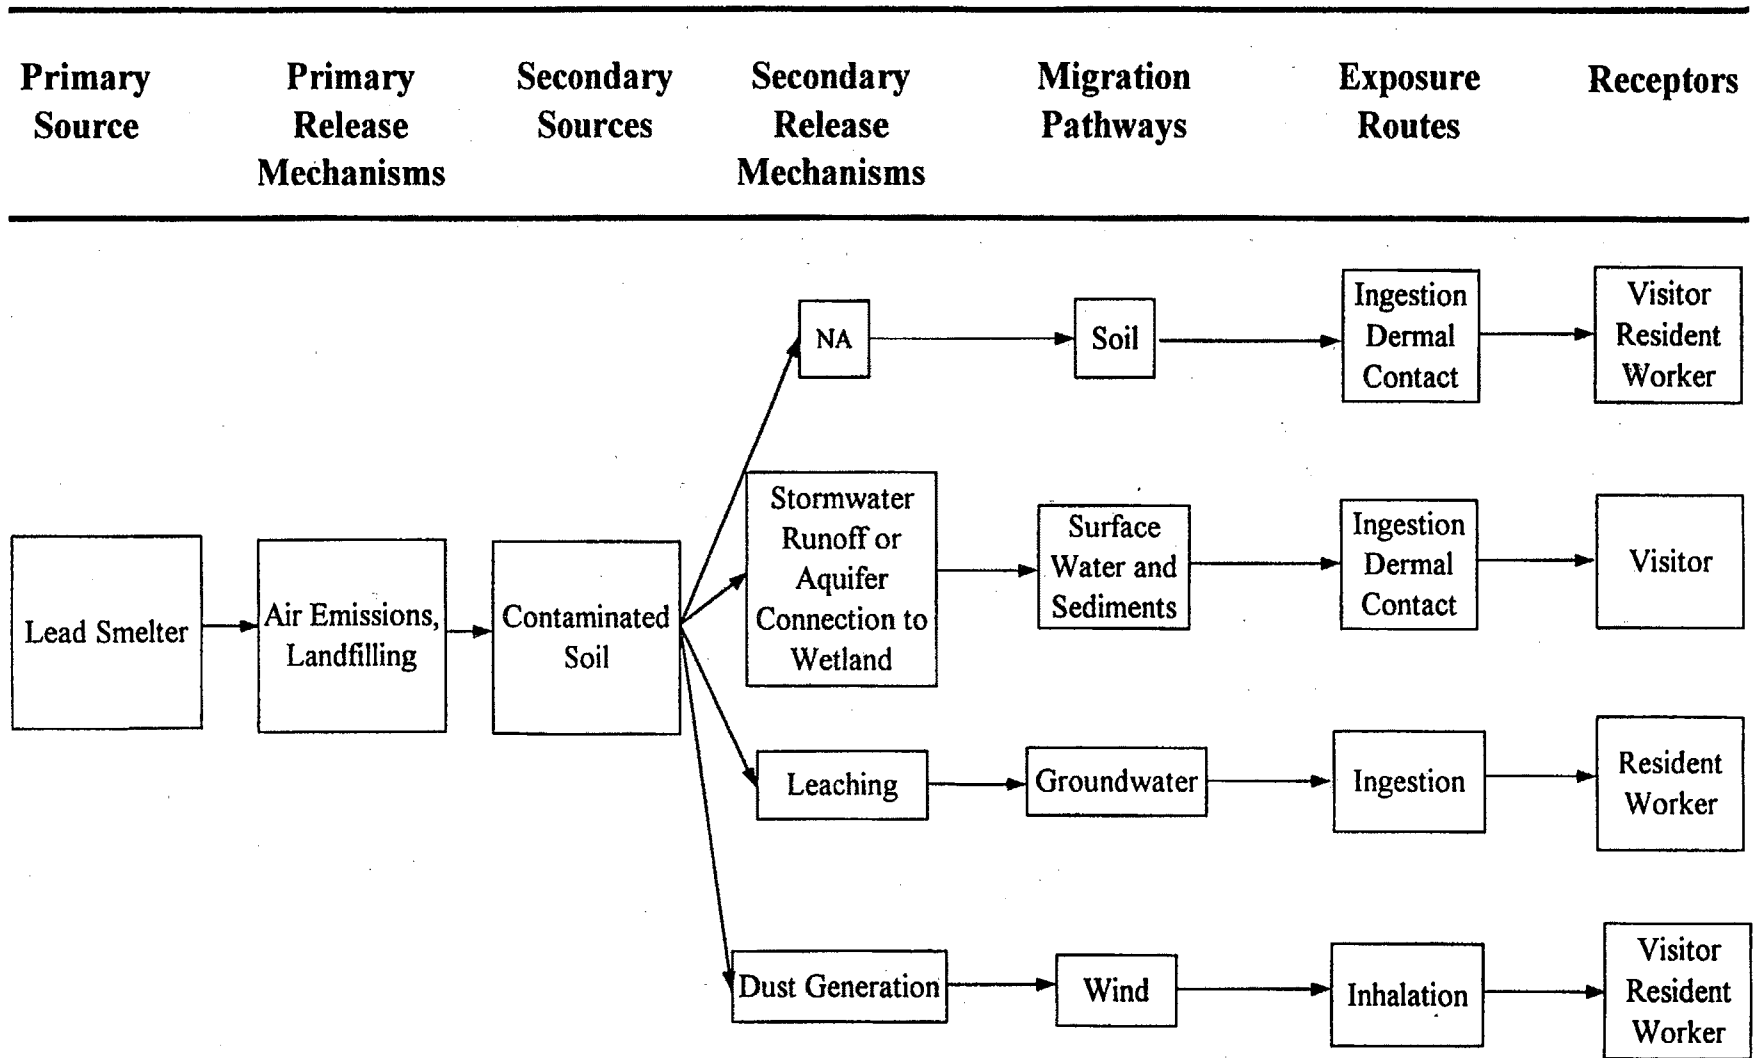 Primary
Source
Primary
Release
Mechanisms
Secondary
Sources
Secondary
Release
Mechanisms
Migration
Pathways
Exposure
Routes
Receptors
NA
Soil
Ingestion
Dermal
Contact
Visitor
Resident
Worker
Lead Smelter
Air Emissions,
Landfilling
Contaminated
Soil
Stormwater
Runoff or
Aquifer
Connection to
Wetland
Surface
Water and
Sediments
Ingestion
Dermal
Contact
Visitor
Leaching
Groundwater
Ingestion
Resident
Worker
Dust Generation
Wind
Inhalation
Visitor
Resident
Worker